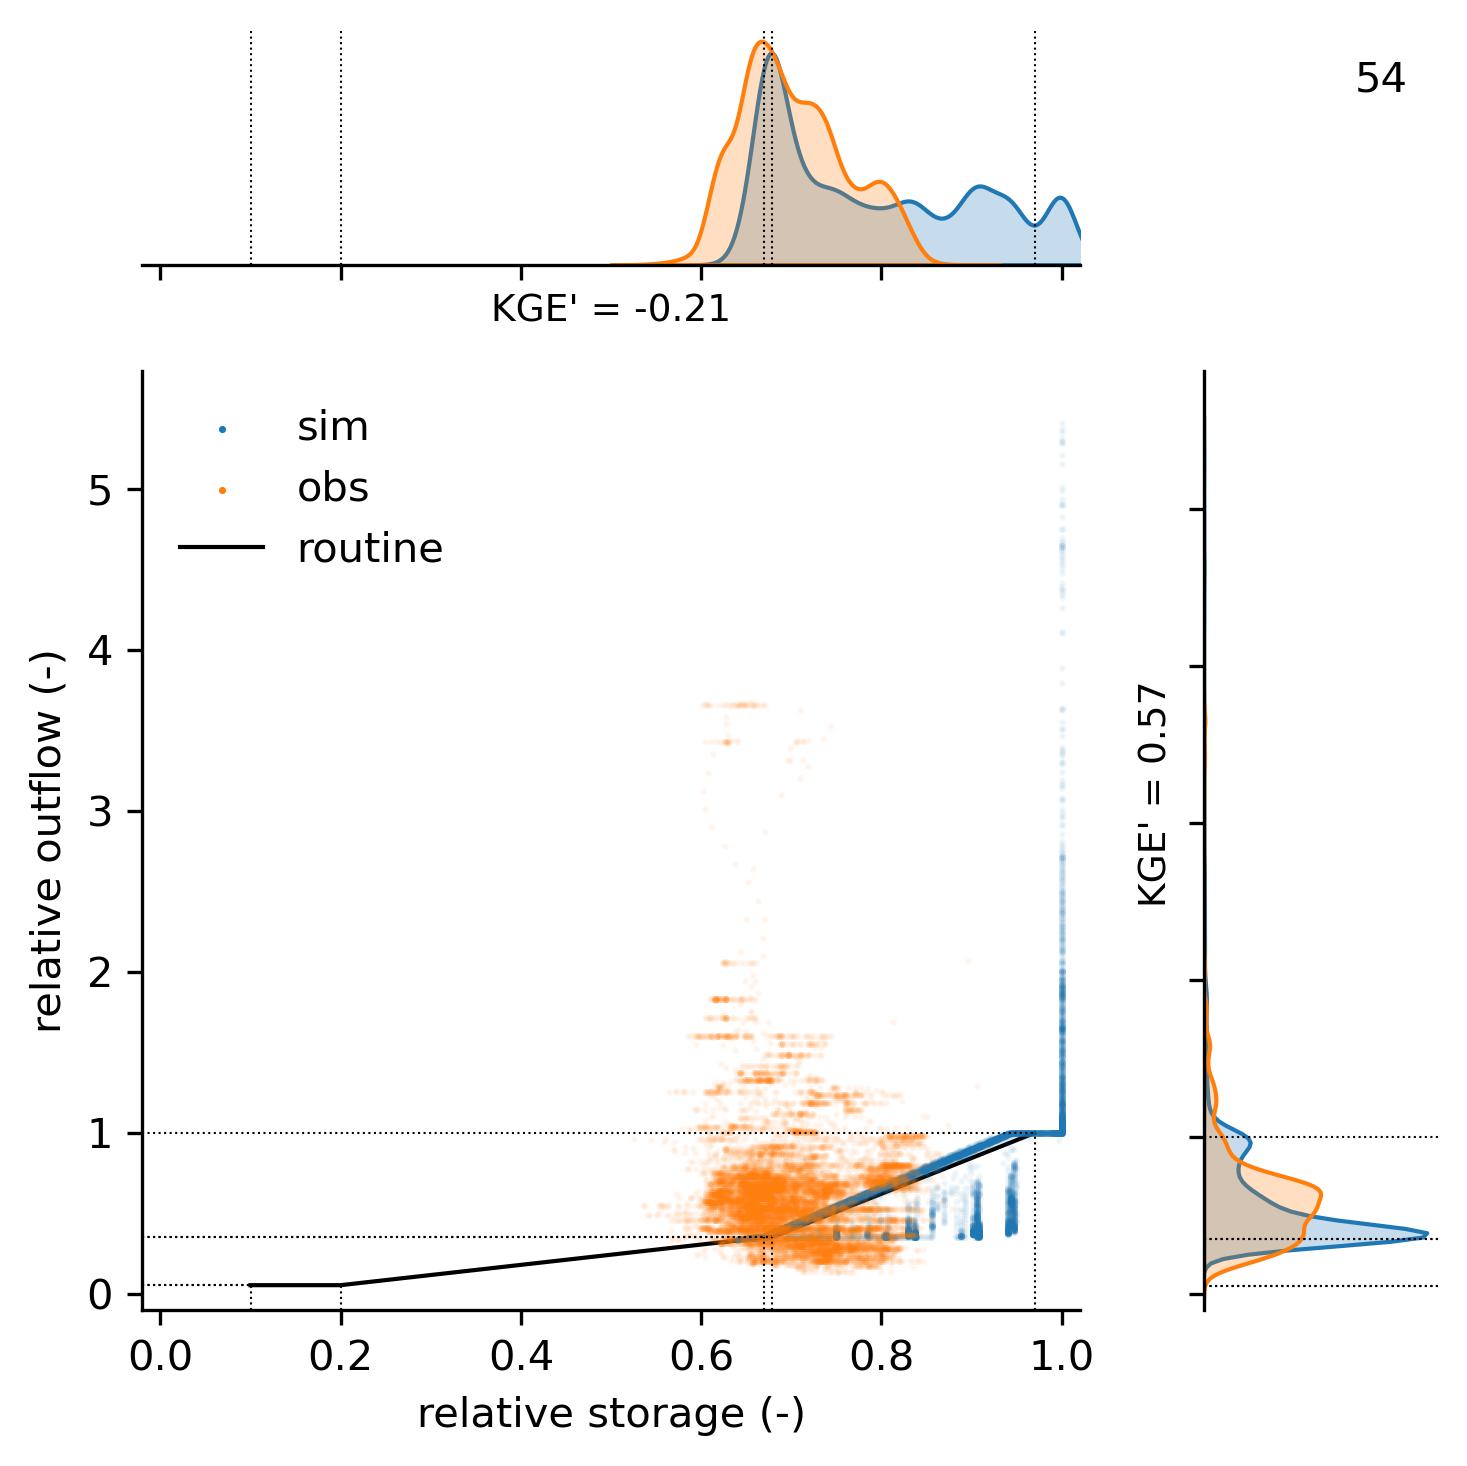 54
KGE' = -0.21
sim
obs
routine
relative outflow (-)
5
4
3
2
1
0
KGE' = 0.57
0.0 0.2 0.4 0.6 0.8 1.0
relative storage (-)